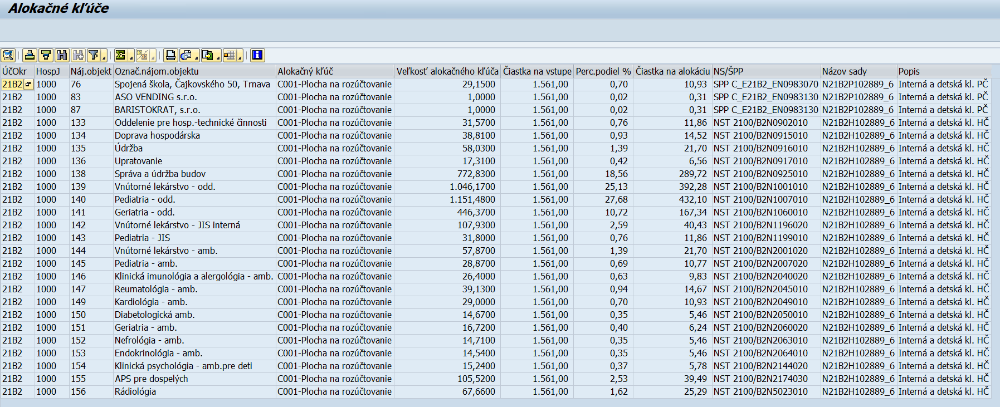 Alokačné kľúče
ÚčOkr HospJ Náj.objekt Označ.nájom.objektu Alokačný kľúč Veľkosť alokačného kľúča Čiastka na vstupe Perc.podiel % Čiastka na alokáciu NS/ŠPP Názov sady Popis
21B2 1000 76 Spojená škola, Čajkovského 50, Trnava C001-Plocha na rozúčtovanie 29,1500 1.561,00 0,70 10,93 SPP C_E21B2_EN0983070 N21B2P102889_6 Interná a detská kl. PČ
21B2 1000 83 ASO VENDING s.r.o. C001-Plocha na rozúčtovanie 1,0000 1.561,00 0,02 0,31 SPP C_E21B2_EN0983130 N21B2P102889_6 Interná a detská kl. PČ
21B2 1000 87 BARISTOKRAT, s.r.o. C001-Plocha na rozúčtovanie 1,0000 1.561,00 0,02 0,31 SPP C_E21B2_EN0983130 N21B2P102889_6 Interná a detská kl. PČ
21B2 1000 133 Oddelenie pre hosp.-technické činnosti C001-Plocha na rozúčtovanie 31,5700 1.561,00 0,76 11,86 NST 2100/B2N0902010 N21B2H102889_6 Interná a detská kl. HČ
21B2 1000 134 Doprava hospodárska C001-Plocha na rozúčtovanie 38,8100 1.561,00 0,93 14,52 NST 2100/B2N0915010 N21B2H102889_6 Interná a detská kl. HČ
21B2 1000 135 Údržba C001-Plocha na rozúčtovanie 58,0300 1.561,00 1,39 21,70 NST 2100/B2N0916010 N21B2H102889_6 Interná a detská kl. HČ
21B2 1000 136 Upratovanie C001-Plocha na rozúčtovanie 17,3100 1.561,00 0,42 6,56 NST 2100/B2N0917010 N21B2H102889_6 Interná a detská kl. HČ
21B2 1000 138 Správa a údržba budov C001-Plocha na rozúčtovanie 772,8300 1.561,00 18,56 289,72 NST 2100/B2N0925010 N21B2H102889_6 Interná a detská kl. HČ
21B2 1000 139 Vnútorné lekárstvo - odd. C001-Plocha na rozúčtovanie 1.046,1700 1.561,00 25,13 392,28 NST 2100/B2N1001010 N21B2H102889_6 Interná a detská kl. HČ
21B2 1000 140 Pediatria - odd. C001-Plocha na rozúčtovanie 1.151,4800 1.561,00 27,68 432,10 NST 2100/B2N1007010 N21B2H102889_6 Interná a detská kl. HČ
21B2 1000 141 Geriatria - odd. C001-Plocha na rozúčtovanie 446,3700 1.561,00 10,72 167,34 NST 2100/B2N1060010 N21B2H102889_6 Interná a detská kl. HČ
21B2 1000 142 Vnútorné lekárstvo - JIS interná C001-Plocha na rozúčtovanie 107,9300 1.561,00 2,59 40,43 NST 2100/B2N1196020 N21B2H102889_6 Interná a detská kl. HČ
21B2 1000 143 Pediatria - JIS C001-Plocha na rozúčtovanie 31,8000 1.561,00 0,76 11,86 NST 2100/B2N1199010 N21B2H102889_6 Interná a detská kl. HČ
21B2 1000 144 Vnútorné lekárstvo - amb. C001-Plocha na rozúčtovanie 57,8700 1.561,00 1,39 21,70 NST 2100/B2N2001020 N21B2H102889_6 Interná a detská kl. HČ
21B2 1000 145 Pediatria - amb. C001-Plocha na rozúčtovanie 28,8700 1.561,00 0,69 10,77 NST 2100/B2N2007020 N21B2H102889_6 Interná a detská kl. HČ
21B2 1000 146 Klinická imunológia a alergológia - amb. C001-Plocha na rozúčtovanie 26,4000 1.561,00 0,63 9,83 NST 2100/B2N2040020 N21B2H102889_6 Interná a detská kl. HČ
21B2 1000 147 Reumatológia - amb. C001-Plocha na rozúčtovanie 39,1300 1.561,00 0,94 14,67 NST 2100/B2N2045010 N21B2H102889_6 Interná a detská kl. HČ
21B2 1000 149 Kardiológia - amb. C001-Plocha na rozúčtovanie 29,0000 1.561,00 0,70 10,93 NST 2100/B2N2049010 N21B2H102889_6 Interná a detská kl. HČ
21B2 1000 150 Diabetologická amb. C001-Plocha na rozúčtovanie 14,6700 1.561,00 0,35 5,46 NST 2100/B2N2050010 N21B2H102889_6 Interná a detská kl. HČ
21B2 1000 151 Geriatria - amb. C001-Plocha na rozúčtovanie 16,7200 1.561,00 0,40 6,24 NST 2100/B2N2060020 N21B2H102889_6 Interná a detská kl. HČ
21B2 1000 152 Nefrológia - amb. C001-Plocha na rozúčtovanie 14,7100 1.561,00 0,35 5,46 NST 2100/B2N2063010 N21B2H102889_6 Interná a detská kl. HČ
21B2 1000 153 Endokrinológia - amb. C001-Plocha na rozúčtovanie 14,5400 1.561,00 0,35 5,46 NST 2100/B2N2064010 N21B2H102889_6 Interná a detská kl. HČ
21B2 1000 154 Klinická psychológia - amb.pre deti C001-Plocha na rozúčtovanie 15,2400 1.561,00 0,37 5,78 NST 2100/B2N2144020 N21B2H102889_6 Interná a detská kl. HČ
21B2 1000 155 APS pre dospelých C001-Plocha na rozúčtovanie 105,5200 1.561,00 2,53 39,49 NST 2100/B2N2174030 N21B2H102889_6 Interná a detská kl. HČ
21B2 1000 156 Rádiológia C001-Plocha na rozúčtovanie 67,6600 1.561,00 1,62 25,29 NST 2100/B2N5023010 N21B2H102889_6 Interná a detská kl. HČ